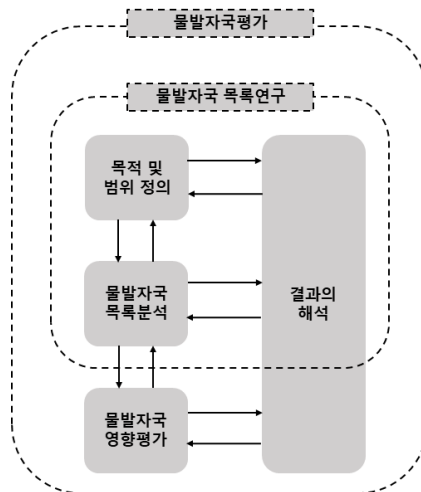 물발자국평가
물발자국 목록연구
목적 및
범위 정의
물발자국
목록분석
결과의
해석
물발자국
영향평가